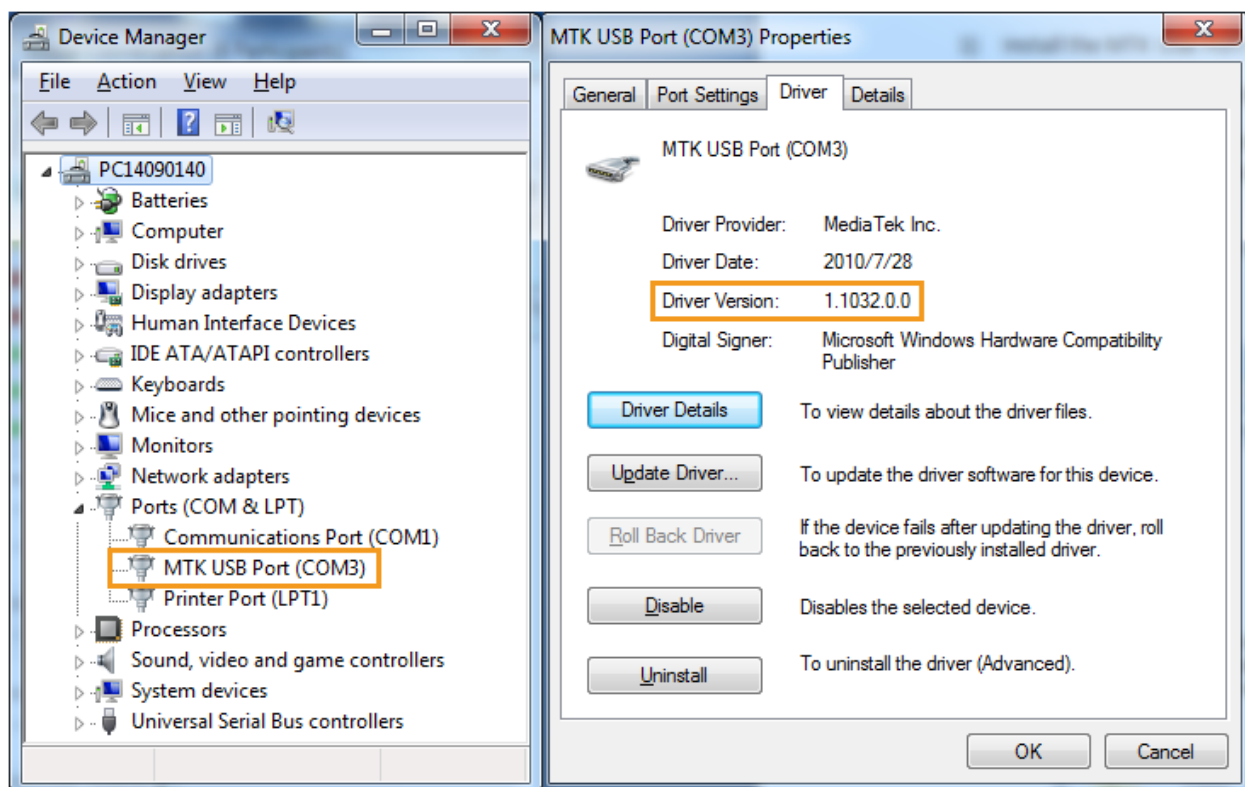 Device Manager
File Action View Help
PC14090140
Batteries
Computer
Disk drives
Display adapters
Human Interface Devices
IDE ATA/ATAPI controllers
Keyboards
Mice and other pointing devices
Monitors
Network adapters
Ports (COM & LPT)
Communications Port (COM1)
MTK USB Port (COM3)
Printer Port (LPT1)
Processors
Sound, video and game controllers
System devices
Universal Serial Bus controllers
MTK USB Port (COM3) Properties
General Port Settings Driver Details
MTK USB Port (COM3)
Driver Provider: MediaTek Inc.
Driver Date: 2010/7/28
Driver Version: 1.1032.0.0
Digital Signer: Microsoft Windows Hardware Compatibility
Publisher
Driver Details To view details about the driver files.
Update Driver... To update the driver software for this device.
Roll Back Driver If the device fails after updating the driver, roll
back to the previously installed driver.
Disable Disables the selected device.
Uninstall To uninstall the driver (Advanced).
OK Cancel